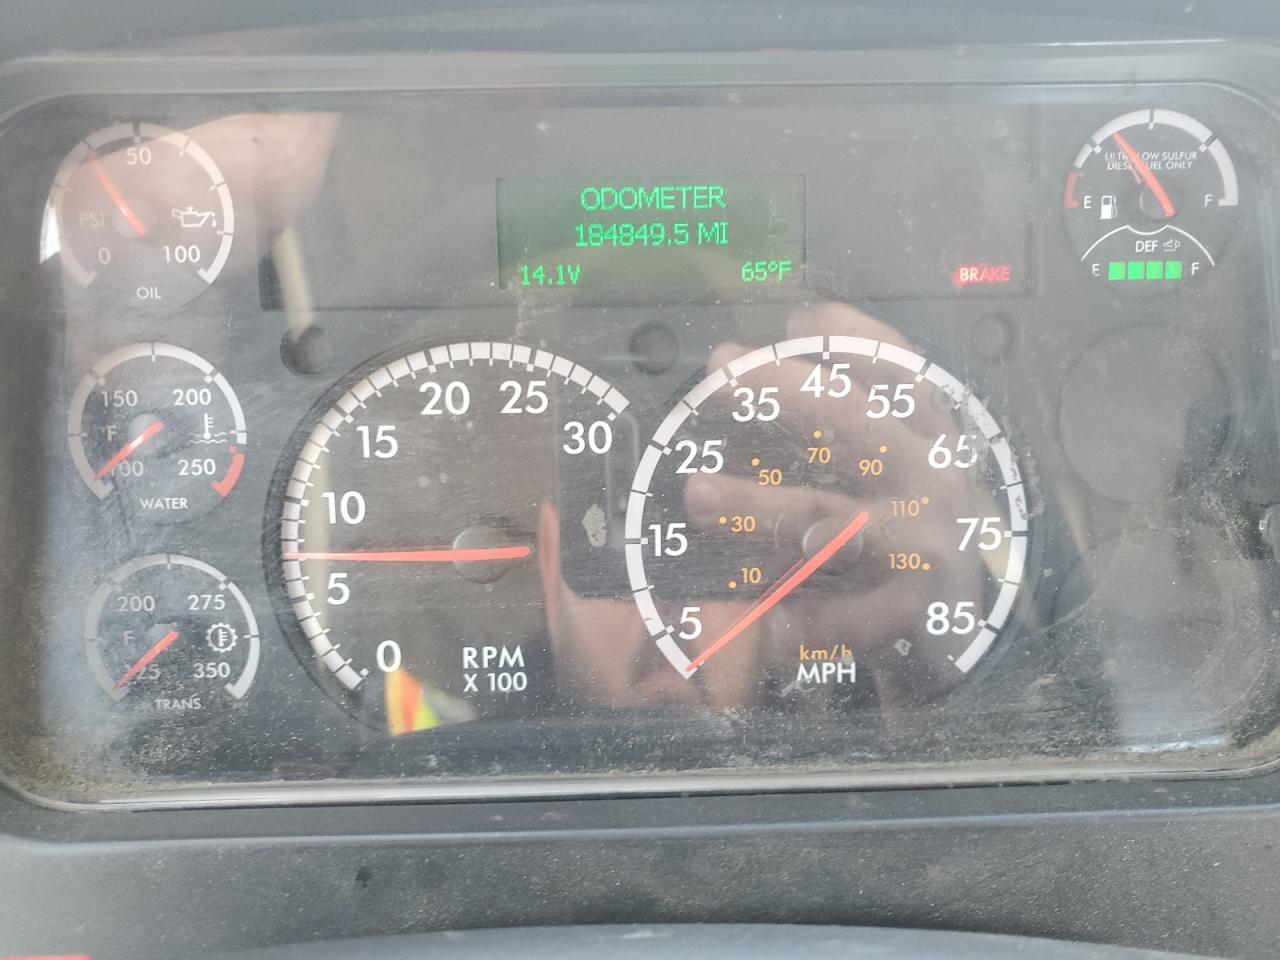 50
PSI
0 100
OIL
ODOMETER
184849.5 MI
14.1V 65°F
BRAKE
ULTRA LOW SULFUR
DIESEL FUEL ONLY
E F
DEF
E F
150 200
F
100 250
WATER
200 275
F
125 350
TRANS
0 5 10 15 20 25 30
RPM
X 100
5 15 25 35 45 55 65 75 85
10 30 50 70 90 110 130
km/h
MPH